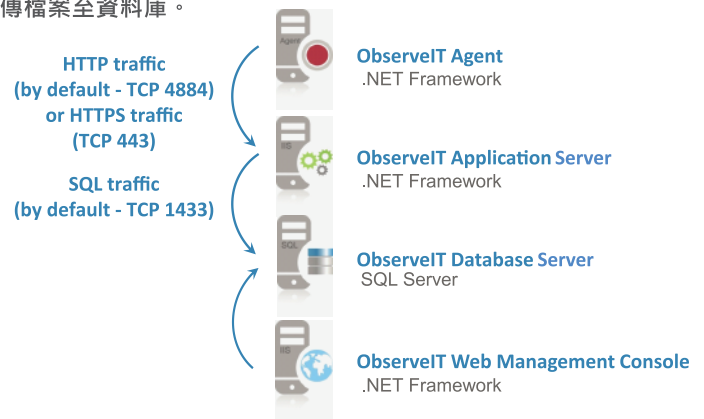 傳檔案至資料庫。
Agent
ObserveIT Agent
.NET Framework
HTTP traffic
(by default - TCP 4884)
or HTTPS traffic
(TCP 443)
IIS
ObserveIT Application Server
.NET Framework
SQL traffic
(by default - TCP 1433)
SQL
ObserveIT Database Server
SQL Server
IIS
ObserveIT Web Management Console
.NET Framework